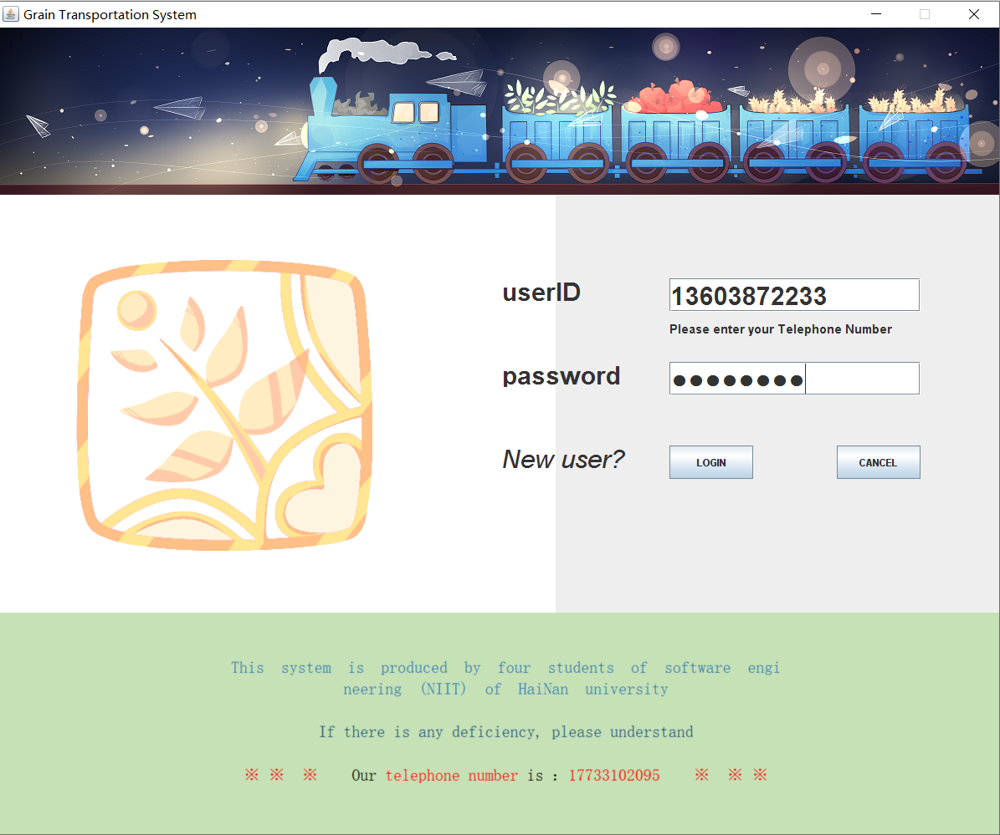 Grain Transportation System
userID 13603872233
Please enter your Telephone Number
password ●●●●●●●●
New user? LOGIN CANCEL
This system is produced by four students of software engi
neering (NIIT) of HaiNan university
If there is any deficiency, please understand
※ ※ ※ Our telephone number is : 17733102095 ※ ※ ※